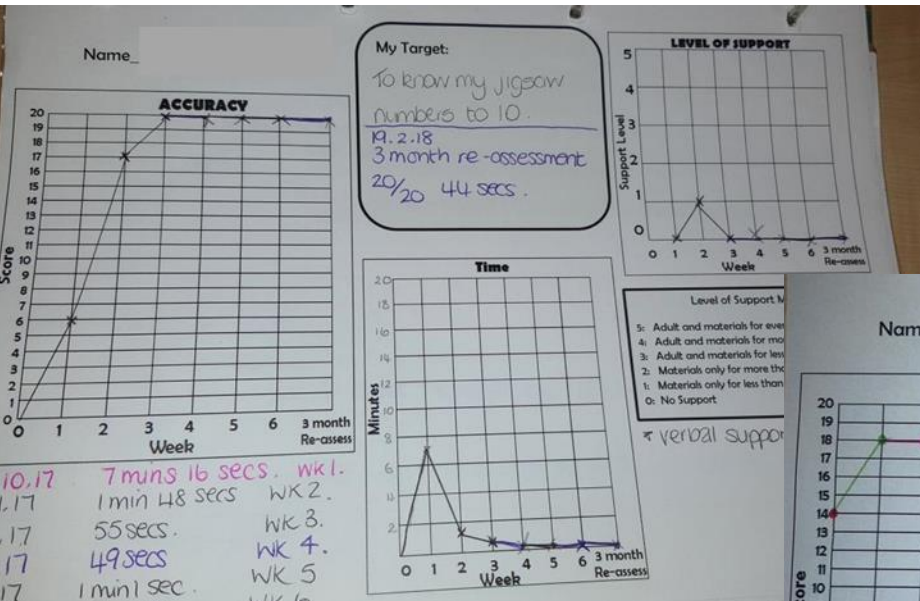 Name_
My Target:
To know my jigsaw
numbers to 10.
19.2.18
3 month re-assessment
20/20 44 secs.
ACCURACY
20
19
18
17
16
15
14
13
12
11
10
9
8
7
6
5
4
3
2
1
0
Score
0 1 2 3 4 5 6 3 month
Re-assess
Week
LEVEL OF SUPPORT
5
4
3
2
1
0
Support Level
0 1 2 3 4 5 6 3 month
Re-assess
Week
Time
20
18
16
14
12
10
8
6
4
2
Minutes
0 1 2 3 4 5 6 3 month
Re-assess
Week
Level of Support
5: Adult and materials for
4: Adult and materials for
3: Adult and materials for
2: Materials only for more
1: Materials only for less than
0: No Support
* verbal
10.17 7 mins 16 secs. wk1.
.17 1 min 48 secs WK 2.
.17 55 secs. WK 3.
17 49 secs WK 4.
17 1 min 1 sec. WK 5
20
19
18
17
16
15
14
13
12
11
10